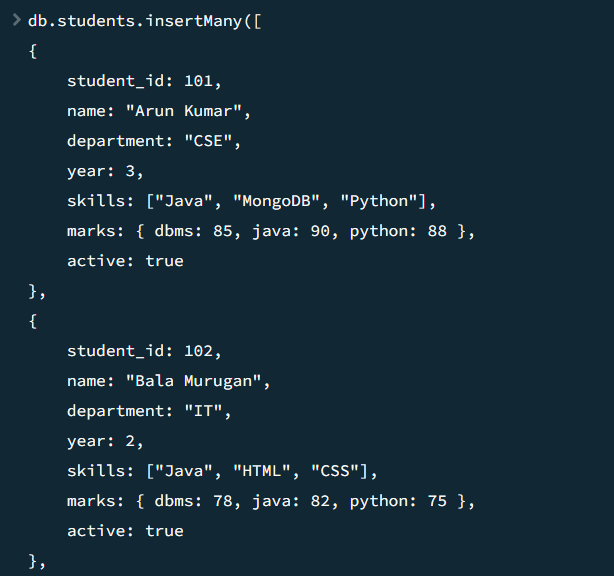 db.students.insertMany([
{
student_id: 101,
name: "Arun Kumar",
department: "CSE",
year: 3,
skills: ["Java", "MongoDB", "Python"],
marks: { dbms: 85, java: 90, python: 88 },
active: true
},
{
student_id: 102,
name: "Bala Murugan",
department: "IT",
year: 2,
skills: ["Java", "HTML", "CSS"],
marks: { dbms: 78, java: 82, python: 75 },
active: true
},